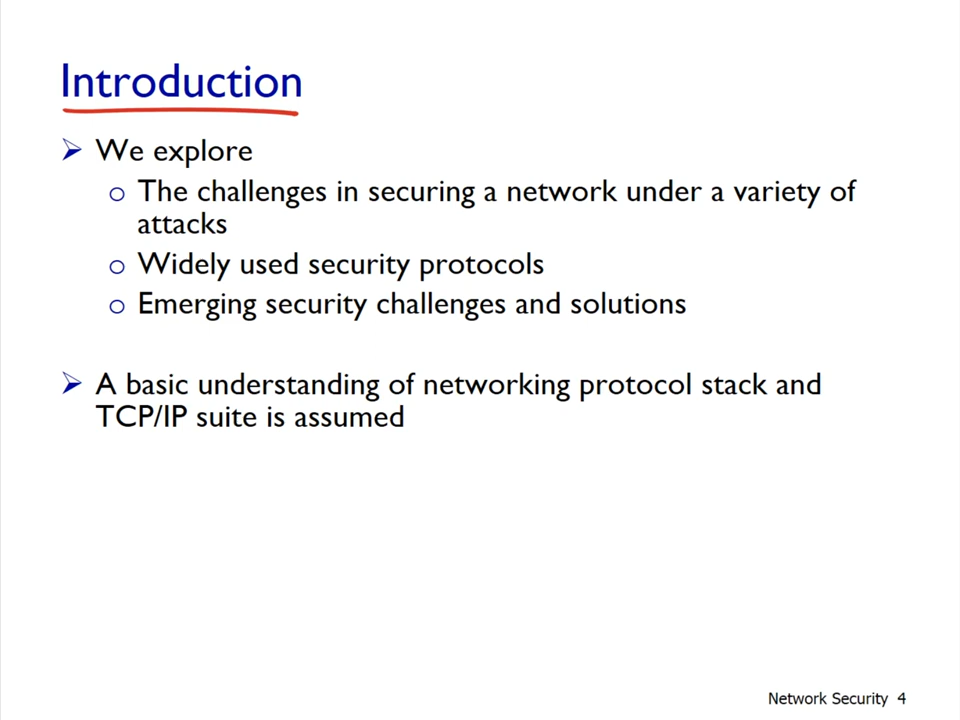 Introduction
We explore
The challenges in securing a network under a variety of
attacks
Widely used security protocols
Emerging security challenges and solutions
A basic understanding of networking protocol stack and
TCP/IP suite is assumed
Network Security 4